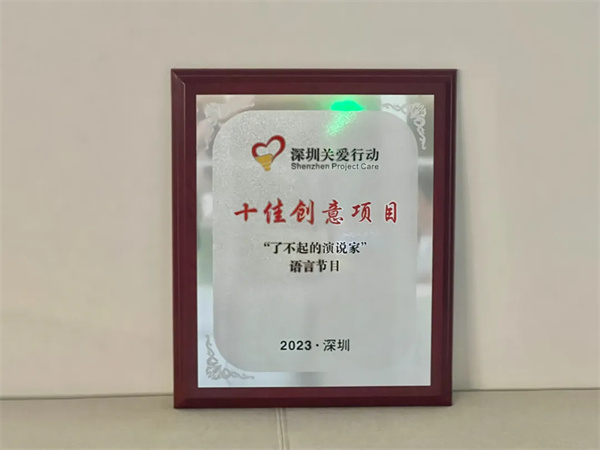 深圳关爱行动
Shenzhen Project Care
十佳创意项目
“了不起的演说家”
语言节目
2023·深圳